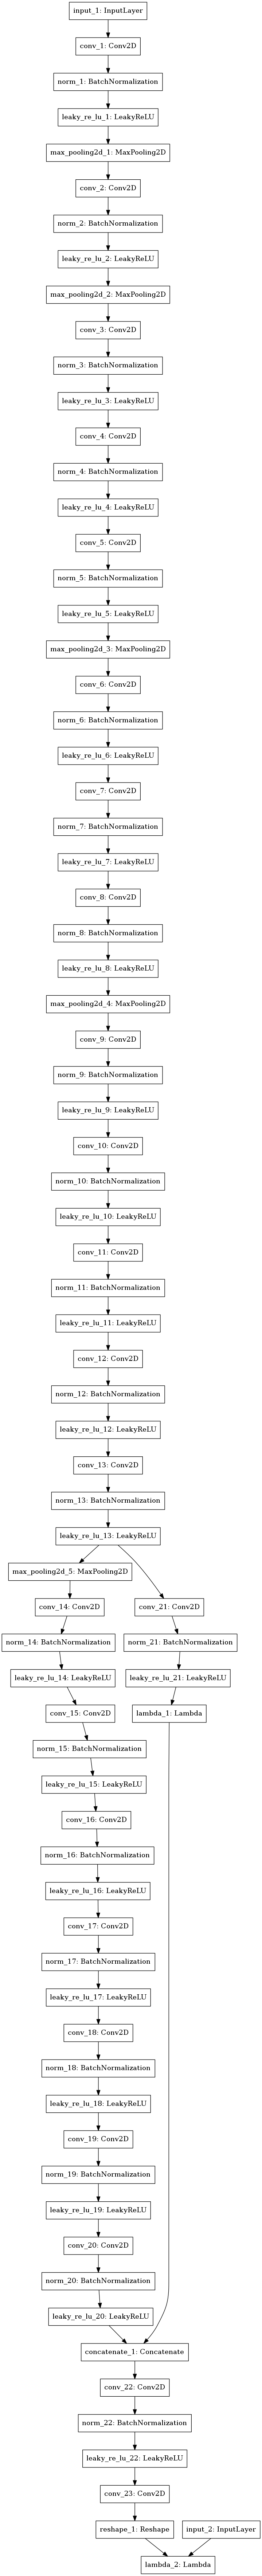 input_1: InputLayer
conv_1: Conv2D
norm_1: BatchNormalization
leaky_re_lu_1: LeakyReLU
max_pooling2d_1: MaxPooling2D
conv_2: Conv2D
norm_2: BatchNormalization
leaky_re_lu_2: LeakyReLU
max_pooling2d_2: MaxPooling2D
conv_3: Conv2D
norm_3: BatchNormalization
leaky_re_lu_3: LeakyReLU
conv_4: Conv2D
norm_4: BatchNormalization
leaky_re_lu_4: LeakyReLU
conv_5: Conv2D
norm_5: BatchNormalization
leaky_re_lu_5: LeakyReLU
max_pooling2d_3: MaxPooling2D
conv_6: Conv2D
norm_6: BatchNormalization
leaky_re_lu_6: LeakyReLU
conv_7: Conv2D
norm_7: BatchNormalization
leaky_re_lu_7: LeakyReLU
conv_8: Conv2D
norm_8: BatchNormalization
leaky_re_lu_8: LeakyReLU
max_pooling2d_4: MaxPooling2D
conv_9: Conv2D
norm_9: BatchNormalization
leaky_re_lu_9: LeakyReLU
conv_10: Conv2D
norm_10: BatchNormalization
leaky_re_lu_10: LeakyReLU
conv_11: Conv2D
norm_11: BatchNormalization
leaky_re_lu_11: LeakyReLU
conv_12: Conv2D
norm_12: BatchNormalization
leaky_re_lu_12: LeakyReLU
conv_13: Conv2D
norm_13: BatchNormalization
leaky_re_lu_13: LeakyReLU
max_pooling2d_5: MaxPooling2D
conv_14: Conv2D
conv_21: Conv2D
norm_14: BatchNormalization
norm_21: BatchNormalization
leaky_re_lu_14: LeakyReLU
leaky_re_lu_21: LeakyReLU
conv_15: Conv2D
lambda_1: Lambda
norm_15: BatchNormalization
leaky_re_lu_15: LeakyReLU
conv_16: Conv2D
norm_16: BatchNormalization
leaky_re_lu_16: LeakyReLU
conv_17: Conv2D
norm_17: BatchNormalization
leaky_re_lu_17: LeakyReLU
conv_18: Conv2D
norm_18: BatchNormalization
leaky_re_lu_18: LeakyReLU
conv_19: Conv2D
norm_19: BatchNormalization
leaky_re_lu_19: LeakyReLU
conv_20: Conv2D
norm_20: BatchNormalization
leaky_re_lu_20: LeakyReLU
concatenate_1: Concatenate
conv_22: Conv2D
norm_22: BatchNormalization
leaky_re_lu_22: LeakyReLU
conv_23: Conv2D
reshape_1: Reshape
input_2: InputLayer
lambda_2: Lambda